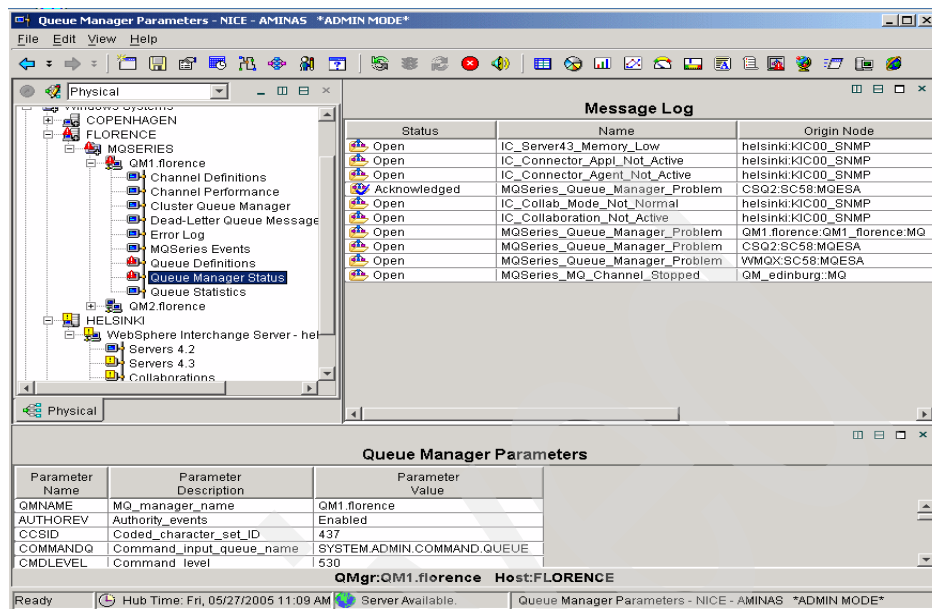 Queue Manager Parameters - NICE - AMINAS *ADMIN MODE*
File Edit View Help
Physical
Windows Systems
COPENHAGEN
FLORENCE
MQSERIES
QM1.florence
Channel Definitions
Channel Performance
Cluster Queue Manager
Dead-Letter Queue Message
Error Log
MQSeries Events
Queue Definitions
Queue Manager Status
Queue Statistics
QM2.florence
HELSINKI
WebSphere Interchange Server - hel
Servers 4.2
Servers 4.3
Collaborations
Physical
Message Log
Status Name Origin Node
Open IC_Server43_Memory_Low helsinki:KIC00_SNMP
Open IC_Connector_Appl_Not_Active helsinki:KIC00_SNMP
Open IC_Connector_Agent_Not_Active helsinki:KIC00_SNMP
Acknowledged MQSeries_Queue_Manager_Problem CSQ2:SC58:MQESA
Open IC_Collab_Mode_Not_Normal helsinki:KIC00_SNMP
Open IC_Collaboration_Not_Active helsinki:KIC00_SNMP
Open MQSeries_Queue_Manager_Problem QM1.florence:QM1_florence:MQ
Open MQSeries_Queue_Manager_Problem CSQ2:SC58:MQESA
Open MQSeries_Queue_Manager_Problem WMQX:SC58:MQESA
Open MQSeries_MQ_Channel_Stopped QM_edinburg::MQ
Queue Manager Parameters
Parameter Parameter Parameter
Name Description Value
QMNAME MQ_manager_name QM1.florence
AUTHOREV Authority_events Enabled
CCSID Coded_character_set_ID 437
COMMANDQ Command_input_queue_name SYSTEM.ADMIN.COMMAND.QUEUE
CMDLEVEL Command_level 530
QMgr:QM1.florence Host:FLORENCE
Ready Hub Time: Fri, 05/27/2005 11:09 AM Server Available. Queue Manager Parameters - NICE - AMINAS *ADMIN MODE*